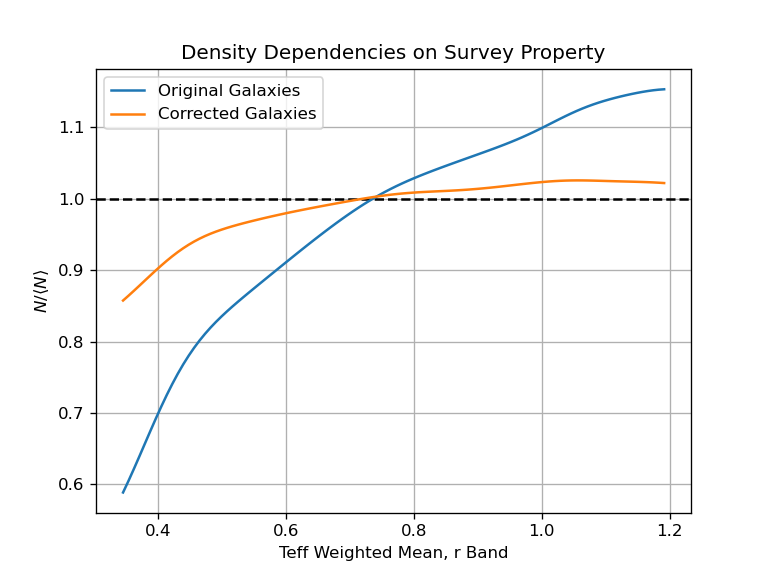 Density Dependencies on Survey Property
Original Galaxies
Corrected Galaxies
1.1
1.0
0.9
0.8
0.7
0.6
N/⟨N⟩
0.4 0.6 0.8 1.0 1.2
Teff Weighted Mean, r Band